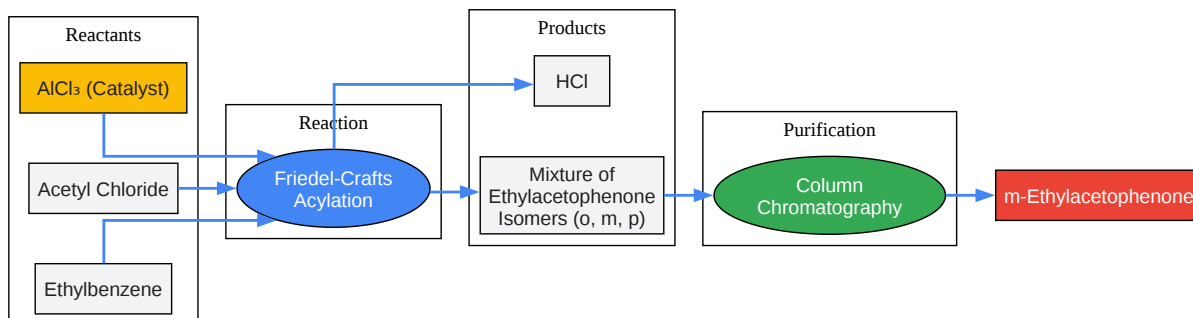 Reactants
AlCl₃ (Catalyst)
Acetyl Chloride
Ethylbenzene
Reaction
Friedel-Crafts
Acylation
Products
HCl
Mixture of
Ethylacetophenone
Isomers (o, m, p)
Purification
Column
Chromatography
m-Ethylacetophenone